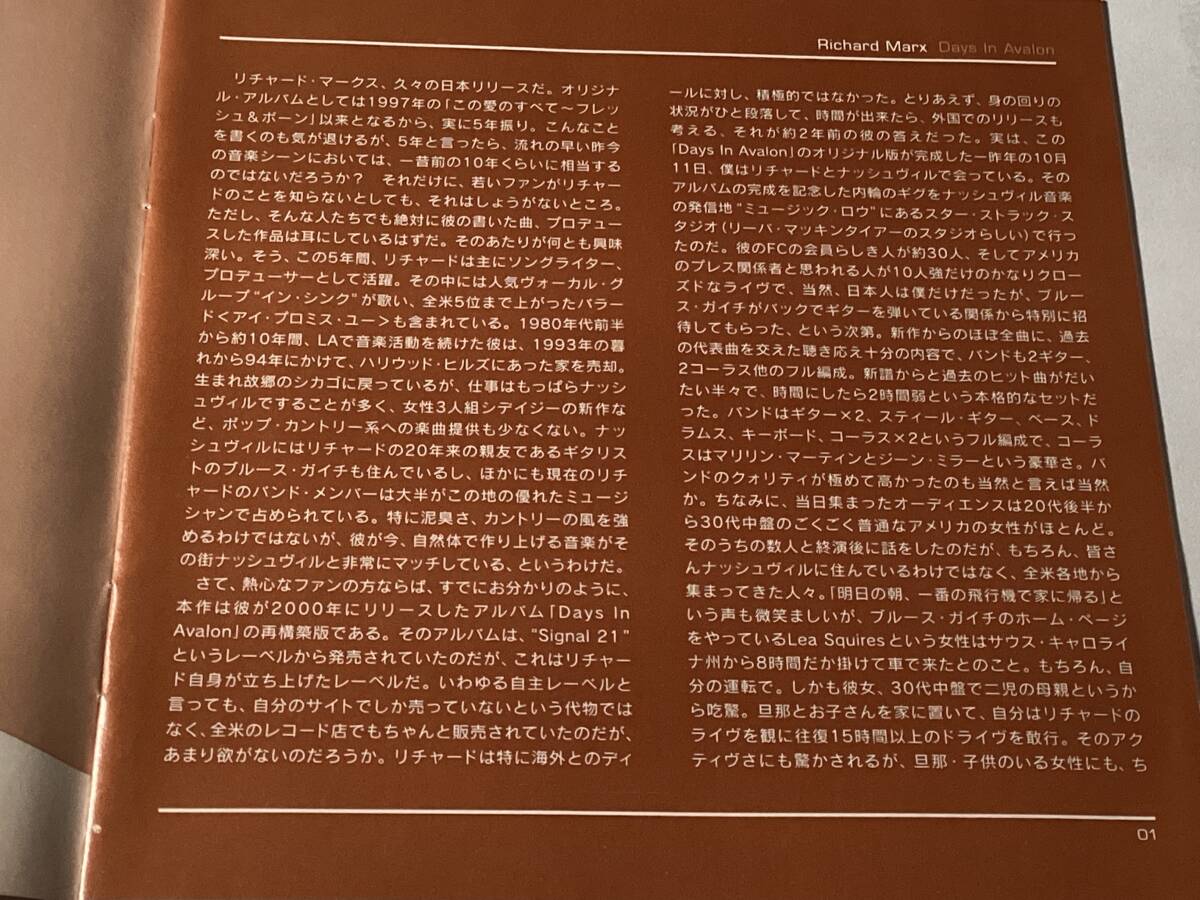 Richard Marx Days In Avalon
リチャード・マークス、久々の日本リリースだ。オリジナ
ル・アルバムとしては1997年の「この愛のすべて～フレッ
シュ&ボーン」以来となるから、実に5年振り。こんなこと
を書くのも気が退けるが、5年と言ったら、流れの早い昨今
の音楽シーンにおいては、一昔前の10年くらいに相当する
のではないだろうか？　それだけに、若いファンがリチャー
ドのことを知らないとしても、それはしょうがないところ。
ただし、そんな人たちでも絶対に彼の書いた曲、プロデュー
スした作品は耳にしているはずだ。そのあたりが何とも興味
深い。そう、この5年間、リチャードは主にソングライター、
プロデューサーとして活躍。その中には人気ヴォーカル・グ
ループ“イン・シンク”が歌い、全米5位まで上がったバラー
ド<アイ・プロミス・ユー>も含まれている。1980年代前半
から約10年間、LAで音楽活動を続けた彼は、1993年の暮
れから94年にかけて、ハリウッド・ヒルズにあった家を売却。
生まれ故郷のシカゴに戻っているが、仕事はもっぱらナッシ
ュヴィルですることが多く、女性3人組シデイジーの新作な
ど、ポップ・カントリー系への楽曲提供も少なくない。ナッ
シュヴィルにはリチャードの20年来の親友であるギタリス
トのブルース・ガイチも住んでいるし、ほかにも現在のリチ
ャードのバンド・メンバーは大半がこの地の優れたミュージ
シャンで占められている。特に泥臭さ、カントリーの風を強
めるわけではないが、彼が今、自然体で作り上げる音楽がそ
の街ナッシュヴィルと非常にマッチしている、というわけだ。
さて、熱心なファンの方ならば、すでにお分かりのように、
本作は彼が2000年にリリースしたアルバム「Days In
Avalon」の再構築版である。そのアルバムは、“Signal 21”
というレーベルから発売されていたのだが、これはリチャー
ド自身が立ち上げたレーベルだ。いわゆる自主レーベルと
言っても、自分のサイトでしか売っていないという代物では
なく、全米のレコード店でもちゃんと販売されていたのだが、
あまり欲がないのだろうか。リチャードは特に海外とのディ
ールに対し、積極的ではなかった。とりあえず、身の回りの
状況がひと段落して、時間が出来たら、外国でのリリースも
考える、それが約2年前の彼の答えだった。実は、この
「Days In Avalon」のオリジナル版が完成した一昨年の10月
11日、僕はリチャードとナッシュヴィルで会っている。その
アルバムの完成を記念した内輪のギグをナッシュヴィル音楽
の発信地“ミュージック・ロウ”にあるスター・ストラック・ス
タジオ（リーバ・マッキンタイアーのスタジオらしい）で行っ
たのだ。彼のFCの会員らしき人が約30人、そしてアメリカ
のプレス関係者と思われる人が10人強だけのかなりクロー
ズドなライヴで、当然、日本人は僕だけだったが、ブルー
ス・ガイチがバックでギターを弾いている関係から特別に招
待してもらった、という次第。新作からのほぼ全曲に、過去
の代表曲を交えた聴き応え十分の内容で、バンドも2ギター、
2コーラス他のフル編成。新譜からと過去のヒット曲がだい
たい半々で、時間にしたら2時間弱という本格的なセットだ
った。バンドはギター×2、スティール・ギター、ベース、ド
ラムス、キーボード、コーラス×2というフル編成で、コーラ
スはマリリン・マーティンとジーン・ミラーという豪華さ。バ
ンドのクォリティが極めて高かったのも当然と言えば当然
か。ちなみに、当日集まったオーディエンスは20代後半か
ら30代中盤のごくごく普通なアメリカの女性がほとんど。
そのうちの数人と終演後に話をしたのだが、もちろん、皆さ
んナッシュヴィルに住んでいるわけではなく、全米各地から
集まってきた人々。「明日の朝、一番の飛行機で家に帰る」と
いう声も微笑ましいが、ブルース・ガイチのホーム・ページ
をやっているLea Squiresという女性はサウス・キャロライ
ナ州から8時間だか掛けて車で来たとのこと。もちろん、自
分の運転で。しかも彼女、30代中盤で二児の母親というか
ら吃驚。旦那とお子さんを家に置いて、自分はリチャードの
ライヴを観に往復15時間以上のドライヴを敢行。そのアク
ティヴさにも驚かされるが、旦那・子供のいる女性にも、ち
01